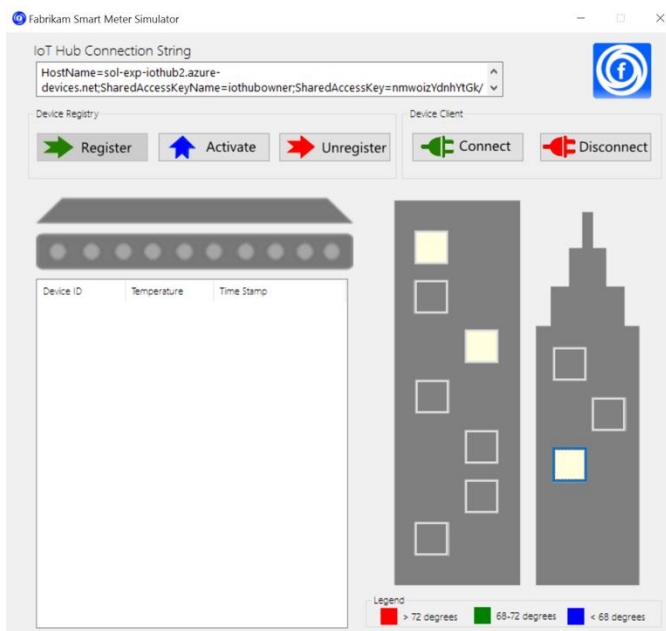 Fabrikam Smart Meter Simulator
IoT Hub Connection String
HostName=sol-exp-iothub2.azure-
devices.net;SharedAccessKeyName=iothubowner;SharedAccessKey=nmwoizYdnhYtGk/
Device Registry
Register
Activate
Unregister
Device Client
Connect
Disconnect
Device ID Temperature Time Stamp
Legend
> 72 degrees
68-72 degrees
< 68 degrees